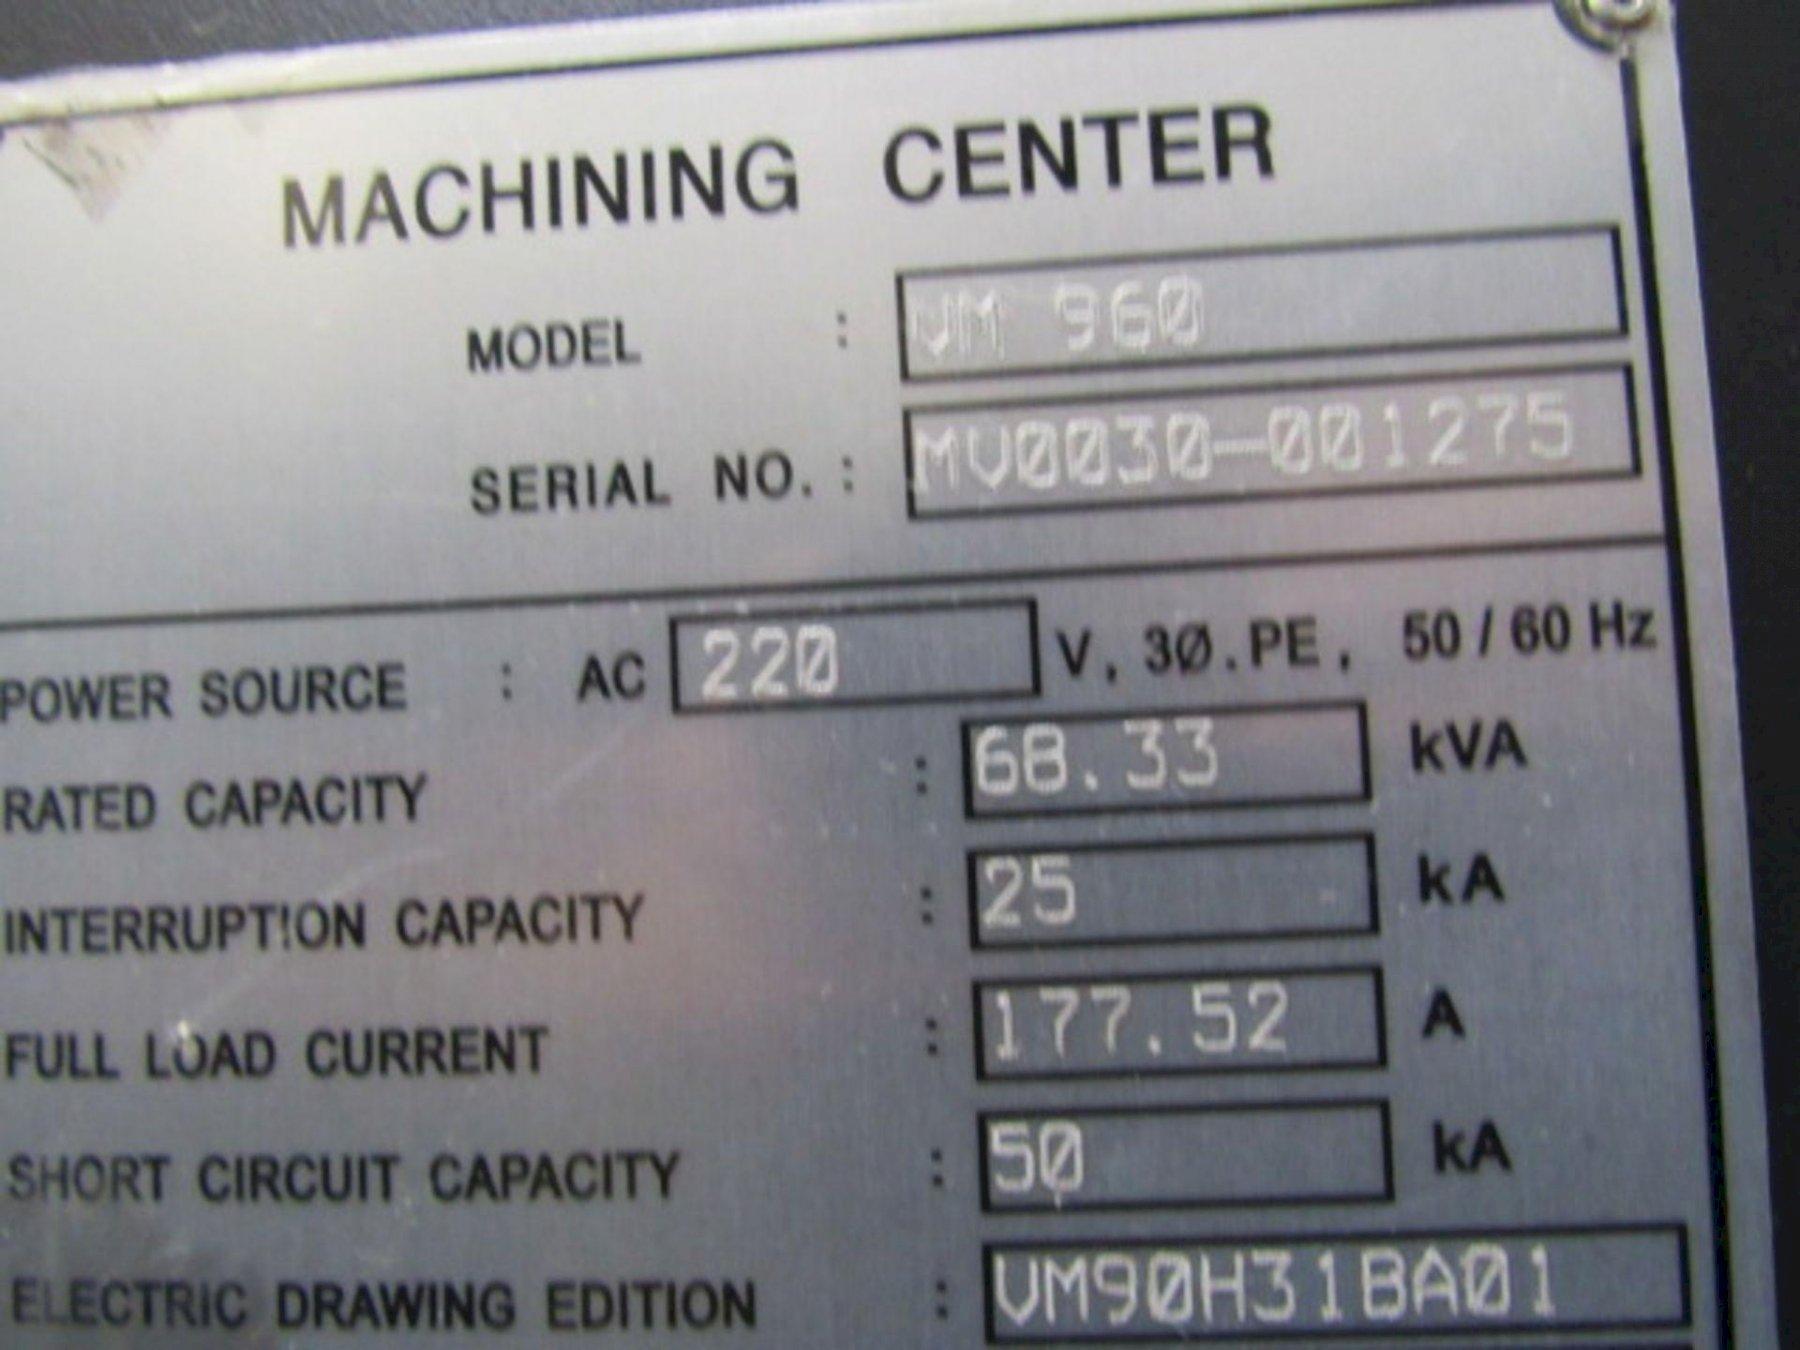 MACHINING CENTER
MODEL : VM 960
SERIAL NO. : MV0030-001275
POWER SOURCE : AC 220 V, 3Ø.PE, 50 / 60 Hz
RATED CAPACITY : 68.33 kVA
INTERRUPTION CAPACITY : 25 kA
FULL LOAD CURRENT : 177.52 A
SHORT CIRCUIT CAPACITY : 50 kA
ELECTRIC DRAWING EDITION : VM90H31BA01